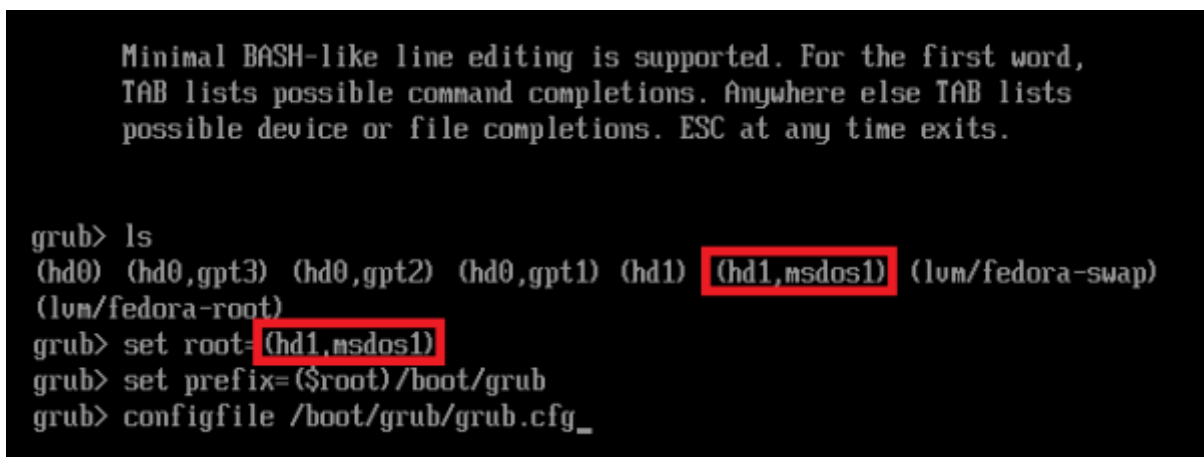 Minimal BASH-like line editing is supported. For the first word,
TAB lists possible command completions. Anywhere else TAB lists
possible device or file completions. ESC at any time exits.
grub> ls
(hd0) (hd0,gpt3) (hd0,gpt2) (hd0,gpt1) (hd1) (hd1,msdos1) (lvm/fedora-swap)
(lvm/fedora-root)
grub> set root=(hd1,msdos1)
grub> set prefix=($root)/boot/grub
grub> configfile /boot/grub/grub.cfg_